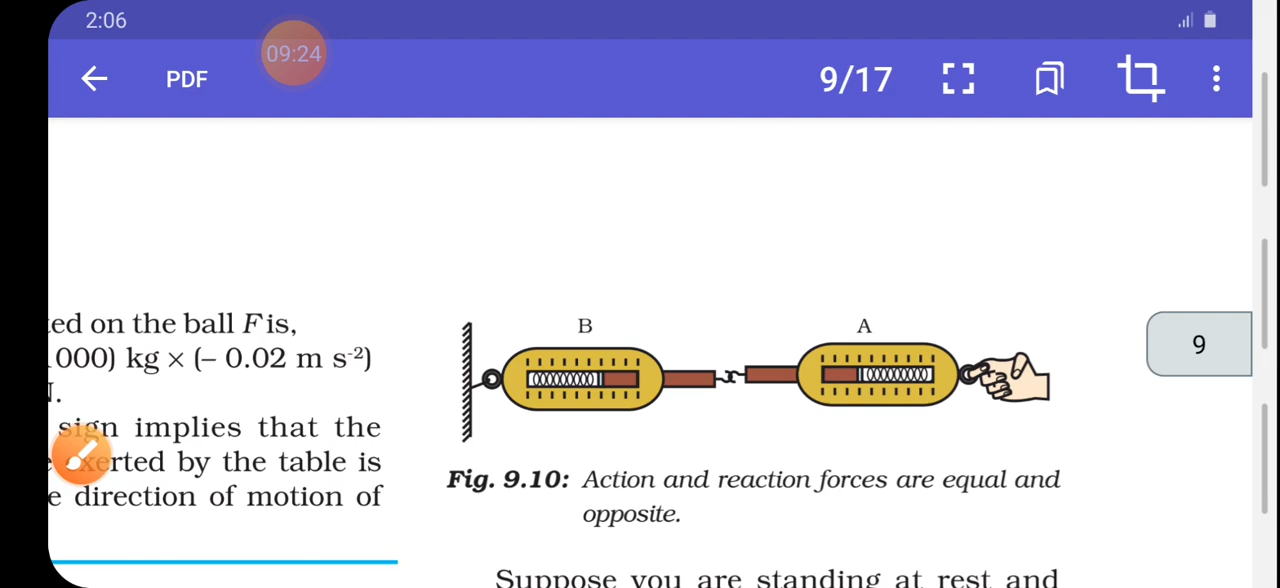 2:06
09:24
PDF
9/17
ted on the ball F is,
000) kg × (– 0.02 m s-2)
N.
sign implies that the
exerted by the table is
e direction of motion of
B
A
9
Fig. 9.10: Action and reaction forces are equal and
opposite.
Suppose you are standing at rest and